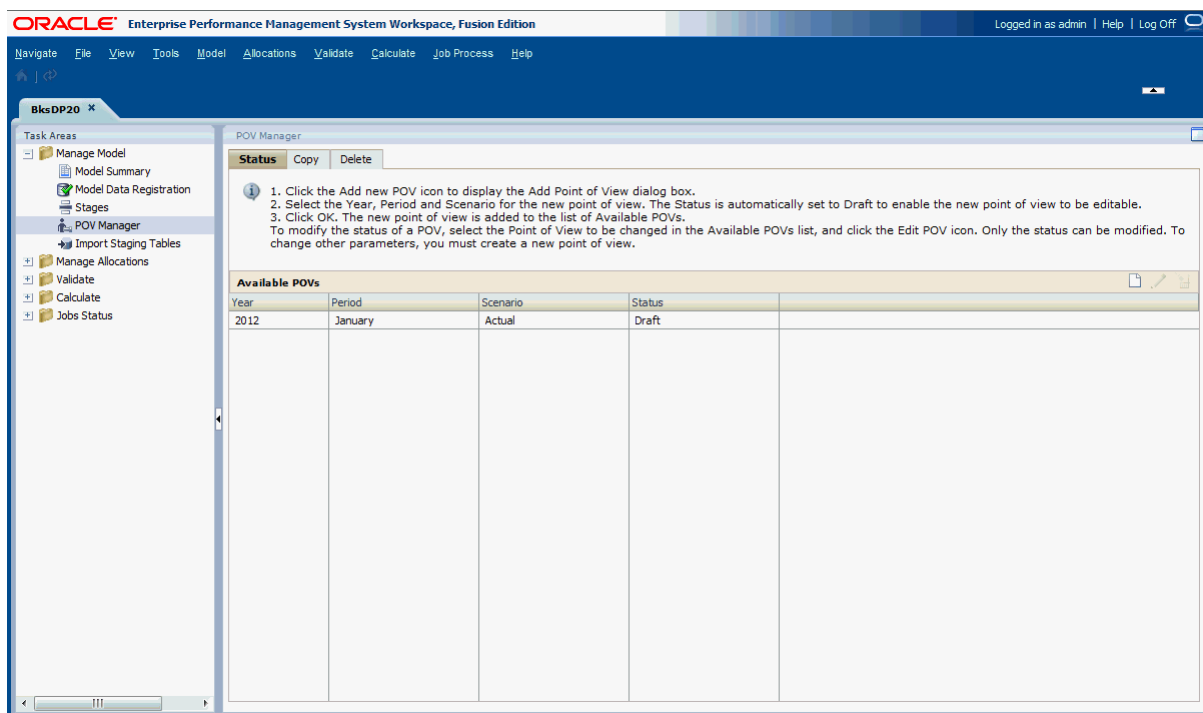 ORACLE Enterprise Performance Management System Workspace, Fusion Edition
Logged in as admin | Help | Log Off
Navigate File View Tools Model Allocations Validate Calculate Job Process Help
BksDP20
Task Areas
Manage Model
Model Summary
Model Data Registration
Stages
POV Manager
Import Staging Tables
Manage Allocations
Validate
Calculate
Jobs Status
POV Manager
Status Copy Delete
1. Click the Add new POV icon to display the Add Point of View dialog box.
2. Select the Year, Period and Scenario for the new point of view. The Status is automatically set to Draft to enable the new point of view to be editable.
3. Click OK. The new point of view is added to the list of Available POVs.
To modify the status of a POV, select the Point of View to be changed in the Available POVs list, and click the Edit POV icon. Only the status can be modified. To
change other parameters, you must create a new point of view.
Available POVs
Year Period Scenario Status
2012 January Actual Draft